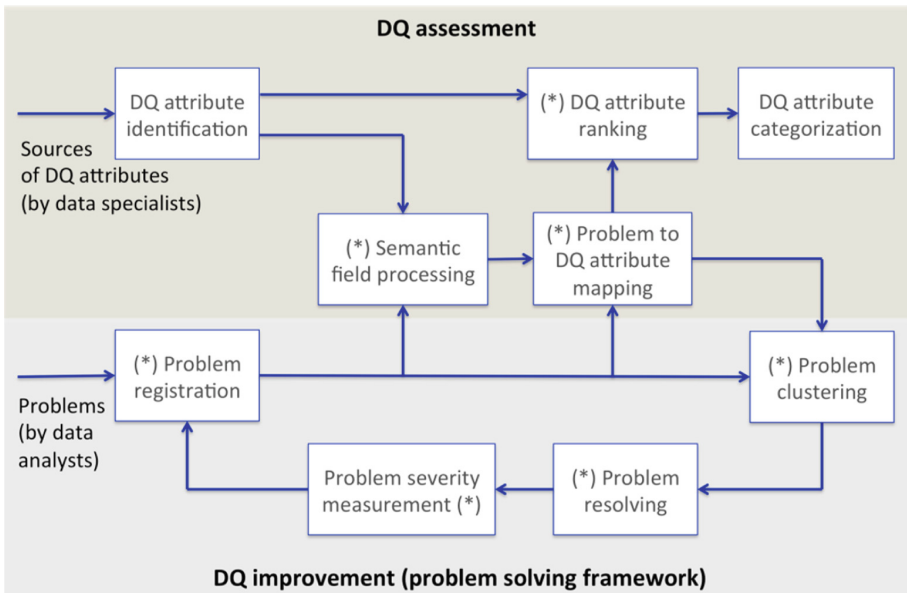 DQ assessment
DQ attribute
identification
(*) DQ attribute
ranking
DQ attribute
categorization
Sources
of DQ attributes
(by data specialists)
(*) Semantic
field processing
(*) Problem to
DQ attribute
mapping
(*) Problem
registration
(*) Problem
clustering
Problems
(by data
analysts)
Problem severity
measurement (*)
(*) Problem
resolving
DQ improvement (problem solving framework)